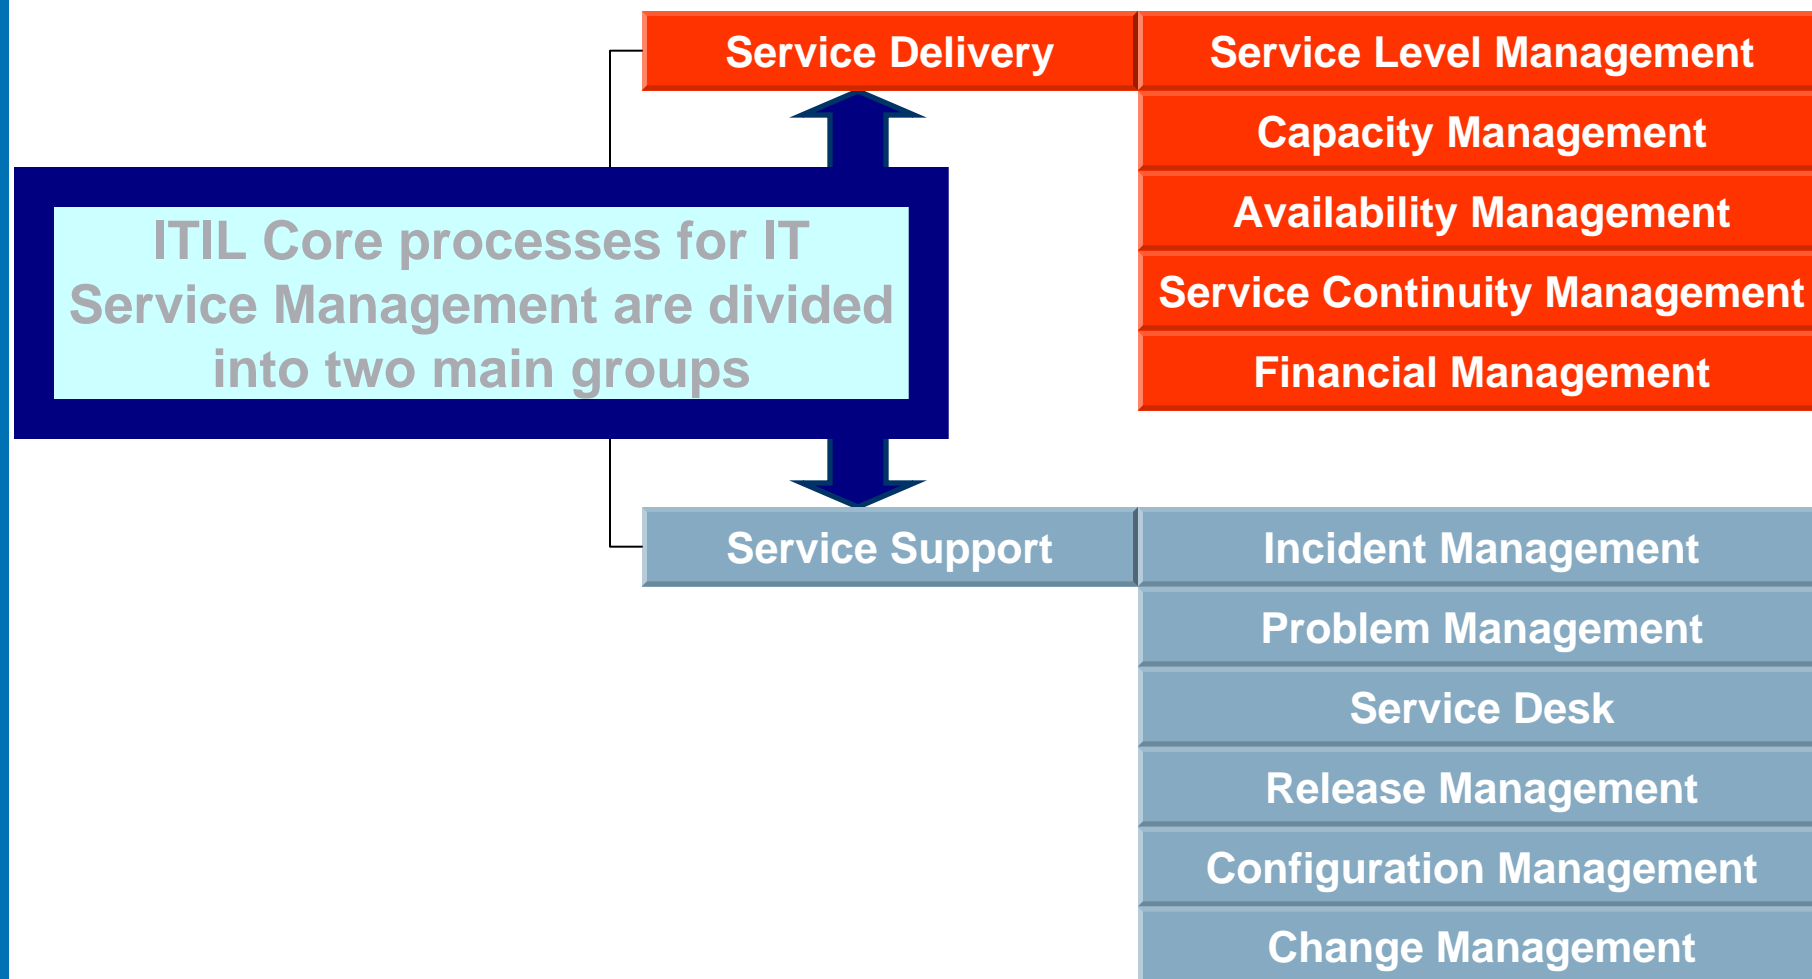 Service Delivery
Service Level Management
Capacity Management
Availability Management
Service Continuity Management
Financial Management
ITIL Core processes for IT
Service Management are divided
into two main groups
Service Support
Incident Management
Problem Management
Service Desk
Release Management
Configuration Management
Change Management